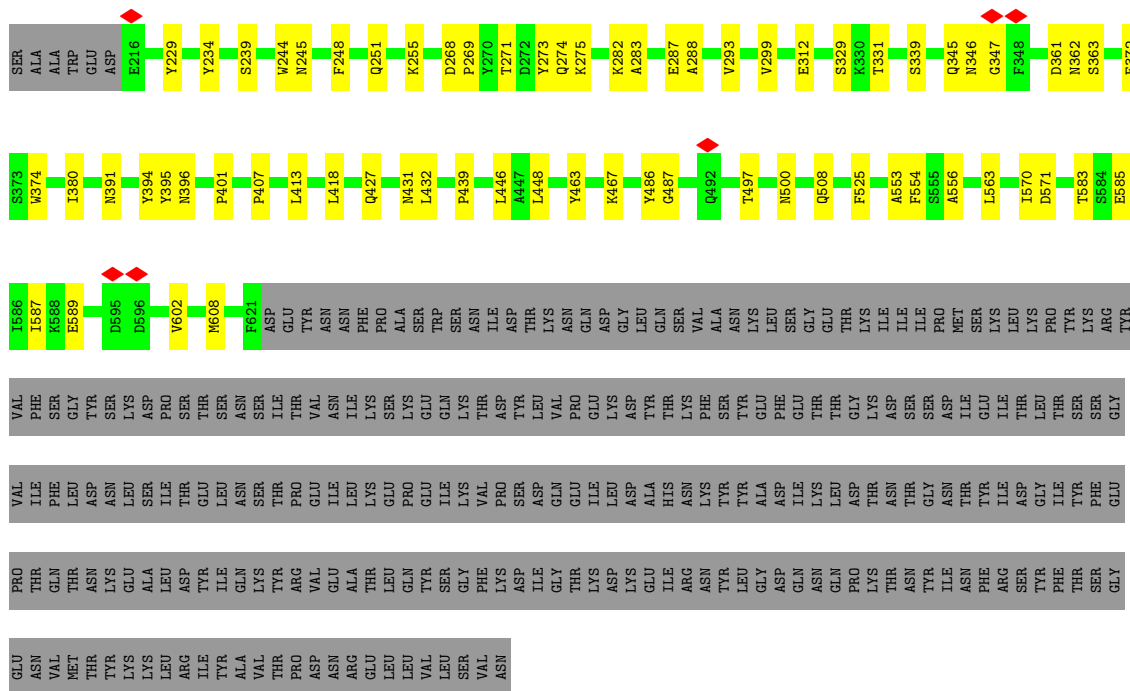 SER ALA ALA TRP GLU ASP E216 Y229 Y234 S239 W244 N245 F248 Q251 K255 D268 P269 Y270 T271 D272 Y273 Q274 K275 K282 A283 E287 A288 V293 V299 E312 S329 K330 T331 S339 Q345 N346 G347 F348 D361 N362 S363
S373 W374 I380 N391 Y394 Y395 N396 P401 P407 L413 L418 Q427 N431 L432 P439 L446 A447 L448 Y463 K467 Y486 G487 Q492 T497 N500 Q508 F525 A553 F554 S555 A556 L563 I570 D571 T583 S584 E585
I586 I587 K588 E589 D595 D596 V602 M608 F621 ASP GLU TYR ASN ASN PHE PRO ALA SER TRP SER ASN ILE ASP THR LYS ASN GLN ASP GLY LEU GLN SER VAL ALA ASN LYS LEU SER GLY GLU THR LYS ILE ILE ILE PRO MET SER LYS LEU LYS PRO TYR LYS ARG TYR
VAL PHE SER GLY TYR SER LYS ASP PRO SER THR SER ASN SER ILE THR VAL ASN ILE LYS SER LYS GLU GLN LYS THR ASP TYR LEU VAL PRO GLU LYS ASP TYR THR LYS PHE SER TYR GLU PHE GLU THR THR GLY LYS ASP SER SER ASP ILE GLU ILE THR LEU THR SER SER GLY
VAL ILE PHE LEU ASP ASN LEU SER ILE THR GLU LEU ASN SER THR PRO GLU ILE LEU LYS GLU PRO GLU ILE LYS VAL PRO SER ASP GLN GLU ILE LEU ASP ALA HIS ASN LYS TYR TYR ALA ASP ILE LYS LEU ASP THR ASN THR GLY ASN THR TYR ILE ASP GLY ILE TYR PHE GLU
PRO THR GLN THR ASN LYS GLU ALA LEU ASP TYR ILE GLN LYS TYR ARG VAL GLU ALA THR LEU GLN TYR SER GLY PHE LYS ASP ILE GLY THR LYS ASP LYS GLU ILE ARG ASN TYR LEU GLY ASP GLN ASN GLN PRO LYS THR ASN TYR ILE ASN PHE ARG SER TYR PHE THR SER GLY
GLU ASN VAL MET THR TYR LYS LYS LEU ARG ILE TYR ALA VAL THR PRO ASP ASN ARG GLU LEU LEU VAL LEU SER VAL ASN